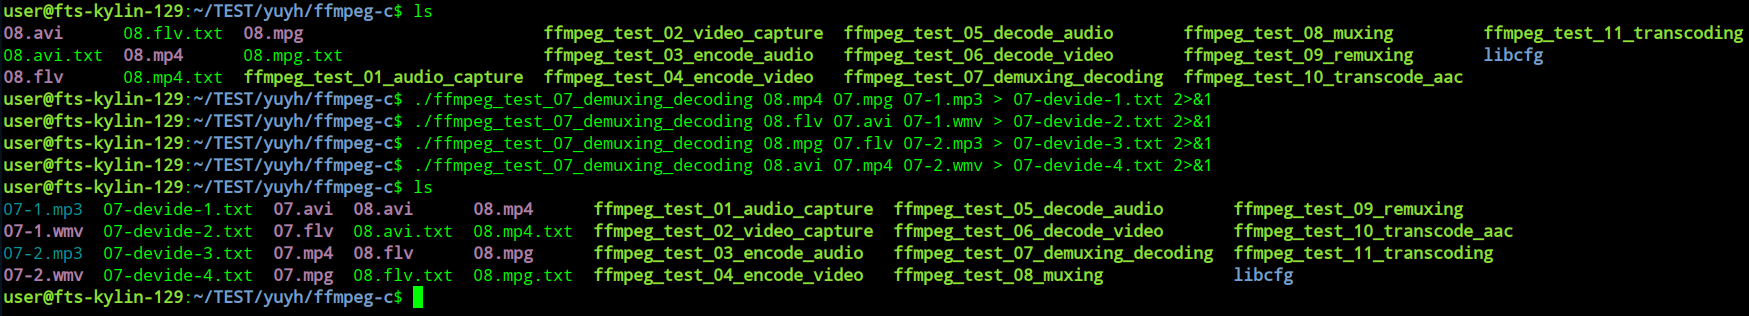 user@fts-kylin-129:~/TEST/yuyh/ffmpeg-c$ ls
08.avi 08.flv.txt 08.mpg ffmpeg_test_02_video_capture ffmpeg_test_05_decode_audio ffmpeg_test_08_muxing ffmpeg_test_11_transcoding
08.avi.txt 08.mp4 08.mpg.txt ffmpeg_test_03_encode_audio ffmpeg_test_06_decode_video ffmpeg_test_09_remuxing libcfg
08.flv 08.mp4.txt ffmpeg_test_01_audio_capture ffmpeg_test_04_encode_video ffmpeg_test_07_demuxing_decoding ffmpeg_test_10_transcode_aac
user@fts-kylin-129:~/TEST/yuyh/ffmpeg-c$ ./ffmpeg_test_07_demuxing_decoding 08.mp4 07.mpg 07-1.mp3 > 07-devide-1.txt 2>&1
user@fts-kylin-129:~/TEST/yuyh/ffmpeg-c$ ./ffmpeg_test_07_demuxing_decoding 08.flv 07.avi 07-1.wmv > 07-devide-2.txt 2>&1
user@fts-kylin-129:~/TEST/yuyh/ffmpeg-c$ ./ffmpeg_test_07_demuxing_decoding 08.mpg 07.flv 07-2.mp3 > 07-devide-3.txt 2>&1
user@fts-kylin-129:~/TEST/yuyh/ffmpeg-c$ ./ffmpeg_test_07_demuxing_decoding 08.avi 07.mp4 07-2.wmv > 07-devide-4.txt 2>&1
user@fts-kylin-129:~/TEST/yuyh/ffmpeg-c$ ls
07-1.mp3 07-devide-1.txt 07.avi 08.avi 08.mp4 ffmpeg_test_01_audio_capture ffmpeg_test_05_decode_audio ffmpeg_test_09_remuxing
07-1.wmv 07-devide-2.txt 07.flv 08.avi.txt 08.mp4.txt ffmpeg_test_02_video_capture ffmpeg_test_06_decode_video ffmpeg_test_10_transcode_aac
07-2.mp3 07-devide-3.txt 07.mp4 08.flv 08.mpg ffmpeg_test_03_encode_audio ffmpeg_test_07_demuxing_decoding ffmpeg_test_11_transcoding
07-2.wmv 07-devide-4.txt 07.mpg 08.flv.txt 08.mpg.txt ffmpeg_test_04_encode_video ffmpeg_test_08_muxing libcfg
user@fts-kylin-129:~/TEST/yuyh/ffmpeg-c$